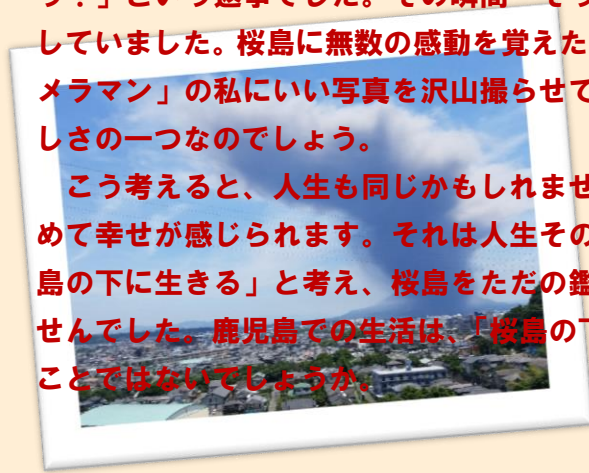 う！」という返事でした。その瞬間
していました。桜島に無数の感動を覚えた
メラマン」の私にいい写真を沢山撮らせて
しさの一つなのでしょう。
こう考えると、人生も同じかもしれませ
めて幸せが感じられます。それは人生その
島の下に生きる」と考え、桜島をただの鑑
せんでした。鹿児島での生活は、「桜島の下
ことではないでしょうか。